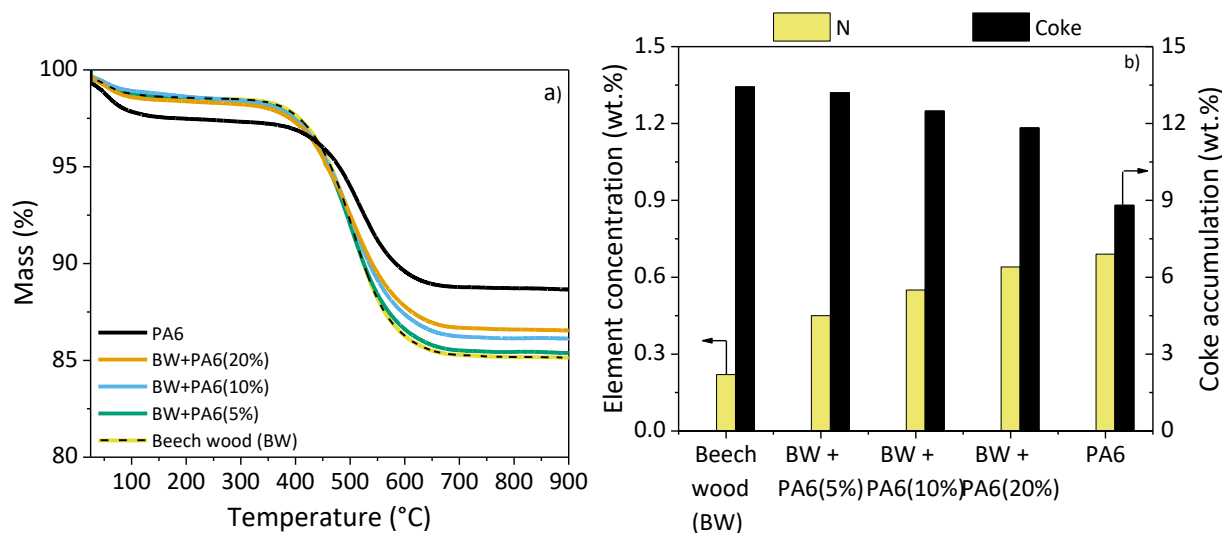 a)
100
95
90
85
80
Mass (%)
PA6
BW+PA6(20%)
BW+PA6(10%)
BW+PA6(5%)
Beech wood (BW)
100 200 300 400 500 600 700 800 900
Temperature (°C)
N Coke
b)
1.5
1.2
0.9
0.6
0.3
0.0
Element concentration (wt.%)
15
12
9
6
3
0
Coke accumulation (wt.%)
Beech BW + BW + BW + PA6
wood PA6(5%) PA6(10%) PA6(20%)
(BW)